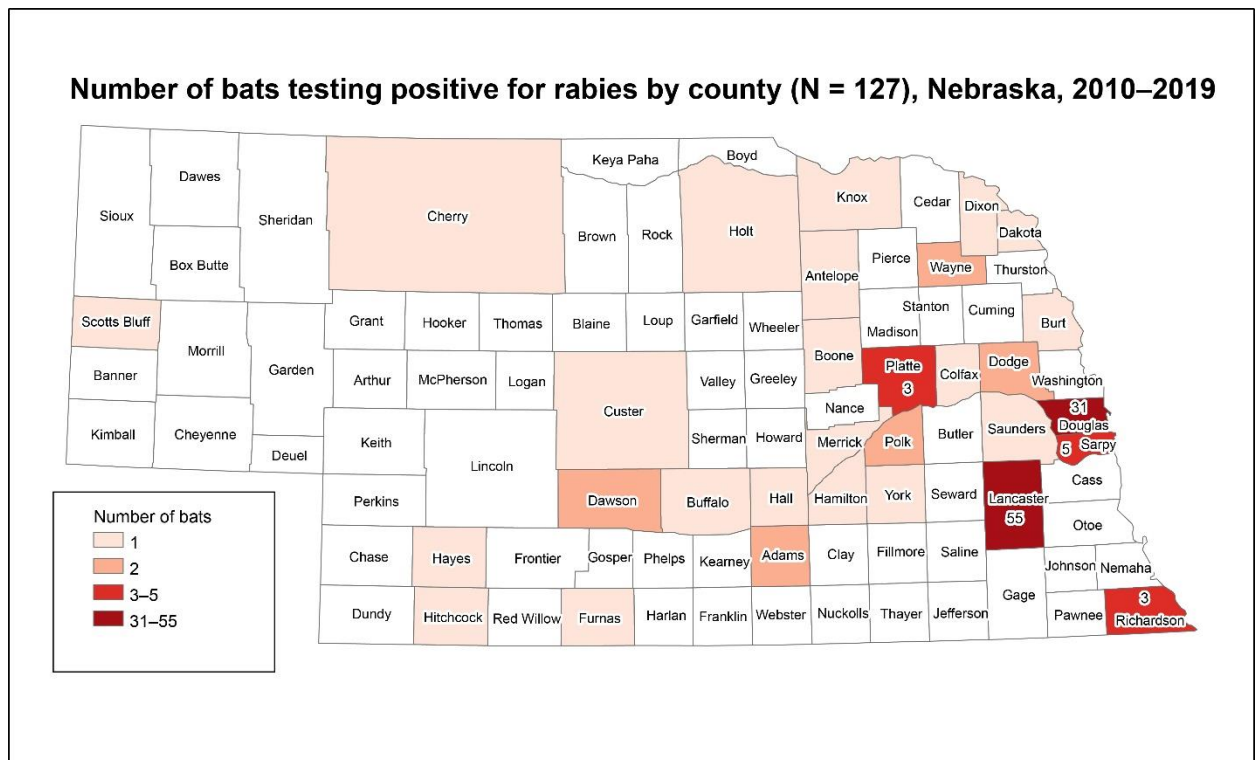 Number of bats testing positive for rabies by county (N = 127), Nebraska, 2010–2019
Keya Paha
Boyd
Dawes
Knox
Cedar
Dixon
Sioux
Sheridan
Cherry
Brown
Rock
Holt
Dakota
Box Butte
Antelope
Pierce
Wayne
Thurston
Scotts Bluff
Grant
Hooker
Thomas
Blaine
Loup
Garfield
Wheeler
Madison
Stanton
Cuming
Burt
Morrill
Garden
Banner
Arthur
McPherson
Logan
Custer
Valley
Greeley
Boone
Platte
3
Colfax
Dodge
Washington
Nance
Kimball
Cheyenne
Deuel
Keith
Lincoln
Sherman
Howard
Merrick
Polk
Butler
Saunders
31
Douglas
5
Sarpy
Perkins
Dawson
Buffalo
Hall
Hamilton
York
Seward
Lancaster
55
Cass
Otoe
Chase
Hayes
Frontier
Gosper
Phelps
Kearney
Adams
Clay
Fillmore
Saline
Johnson
Nemaha
Dundy
Hitchcock
Red Willow
Furnas
Harlan
Franklin
Webster
Nuckolls
Thayer
Jefferson
Gage
Pawnee
3
Richardson
Number of bats
1
2
3–5
31–55